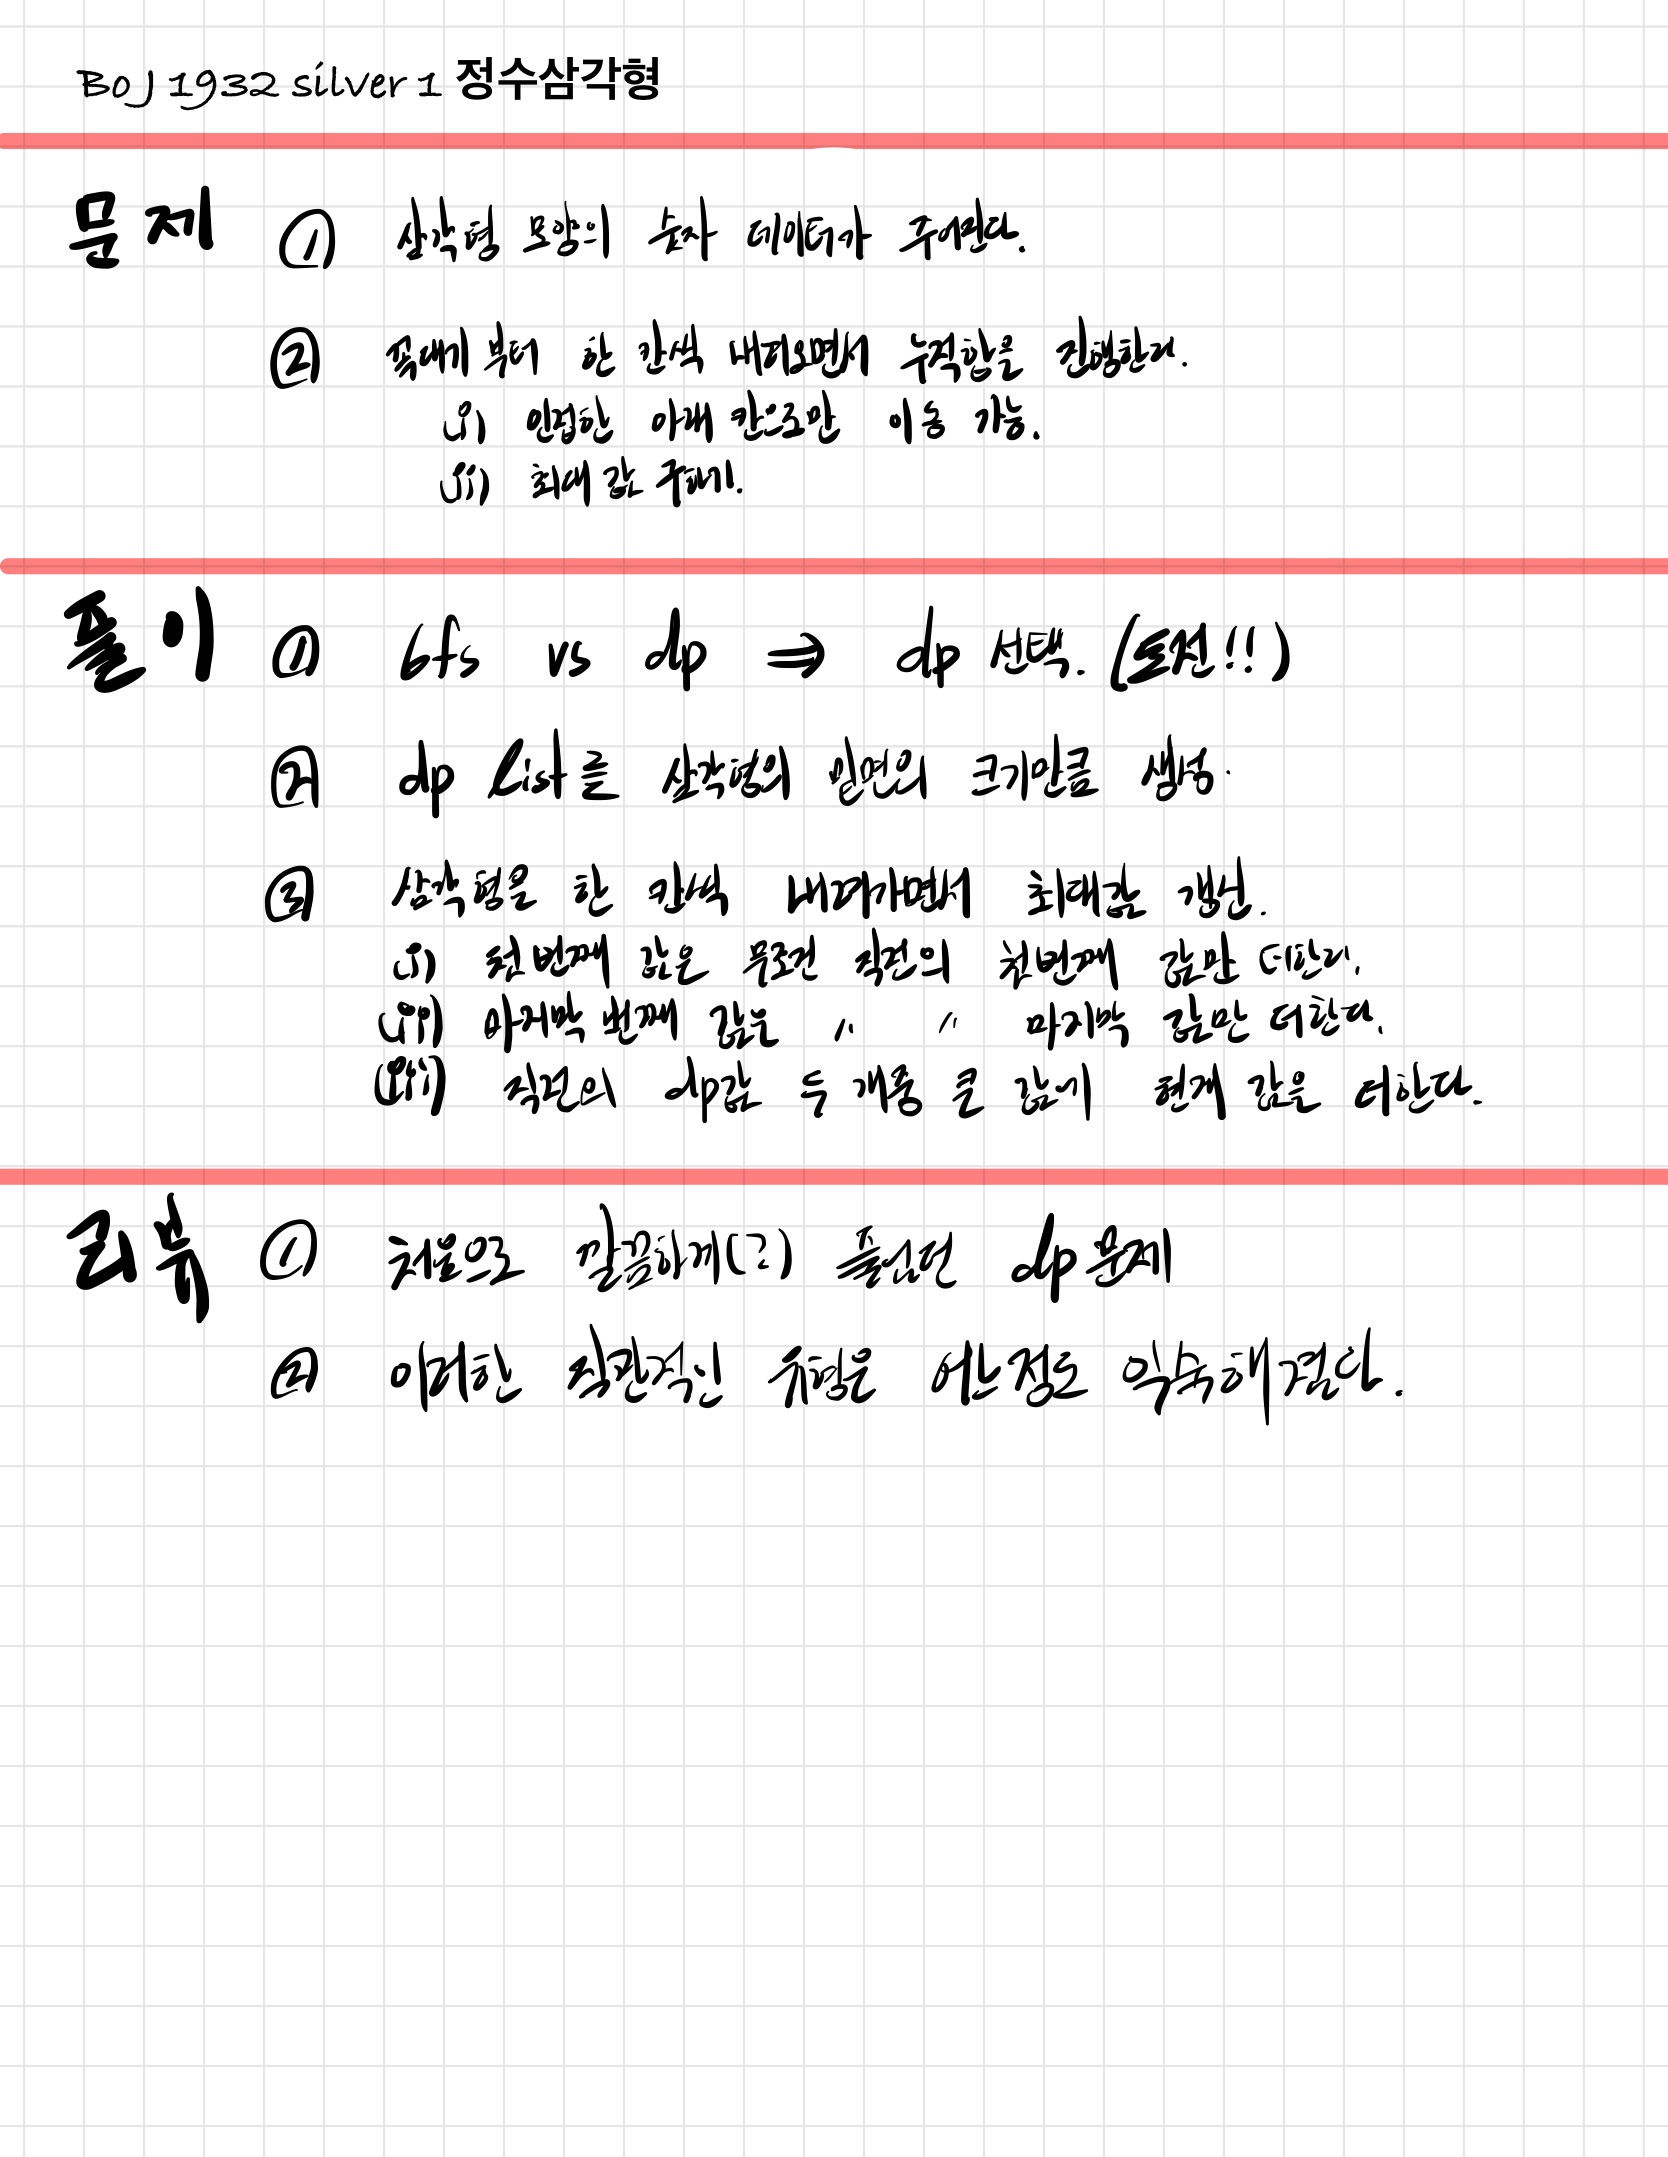 BOJ 1932 silver 1 정수삼각형
문제 ① 삼각형 모양의 숫자 데이터가 주어진다.
② 꼭대기 부터 한 칸씩 내려오면서 누적합을 진행한다.
(i) 인접한 아래 칸으로만 이동 가능.
(ii) 최대 값 구하기.
풀이 ① bfs vs dp ⇒ dp 선택. (도전!!)
② dp list를 삼각형의 밑면의 크기만큼 생성.
③ 삼각형을 한 칸씩 내려가면서 최대값 갱신.
(i) 첫 번째 값은 무조건 직전의 첫번째 값만 더한다.
(ii) 마지막 번째 값은 〃 〃 마지막 값만 더한다.
(iii) 직전의 dp값 두 개중 큰 값에 현재 값을 더한다.
리뷰 ① 처음으로 깔끔하게(?) 풀렸던 dp 문제
② 이러한 직관적인 유형은 어느정도 익숙해졌다.